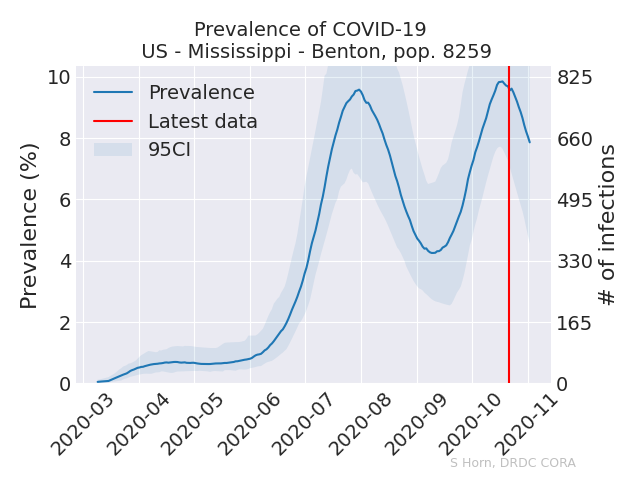 Prevalence of COVID-19
US - Mississippi - Benton, pop. 8259
Prevalence
Latest data
95CI
Prevalence (%)
10
8
6
4
2
0
# of infections
825
660
495
330
165
0
2020-03
2020-04
2020-05
2020-06
2020-07
2020-08
2020-09
2020-10
2020-11
S Horn, DRDC CORA